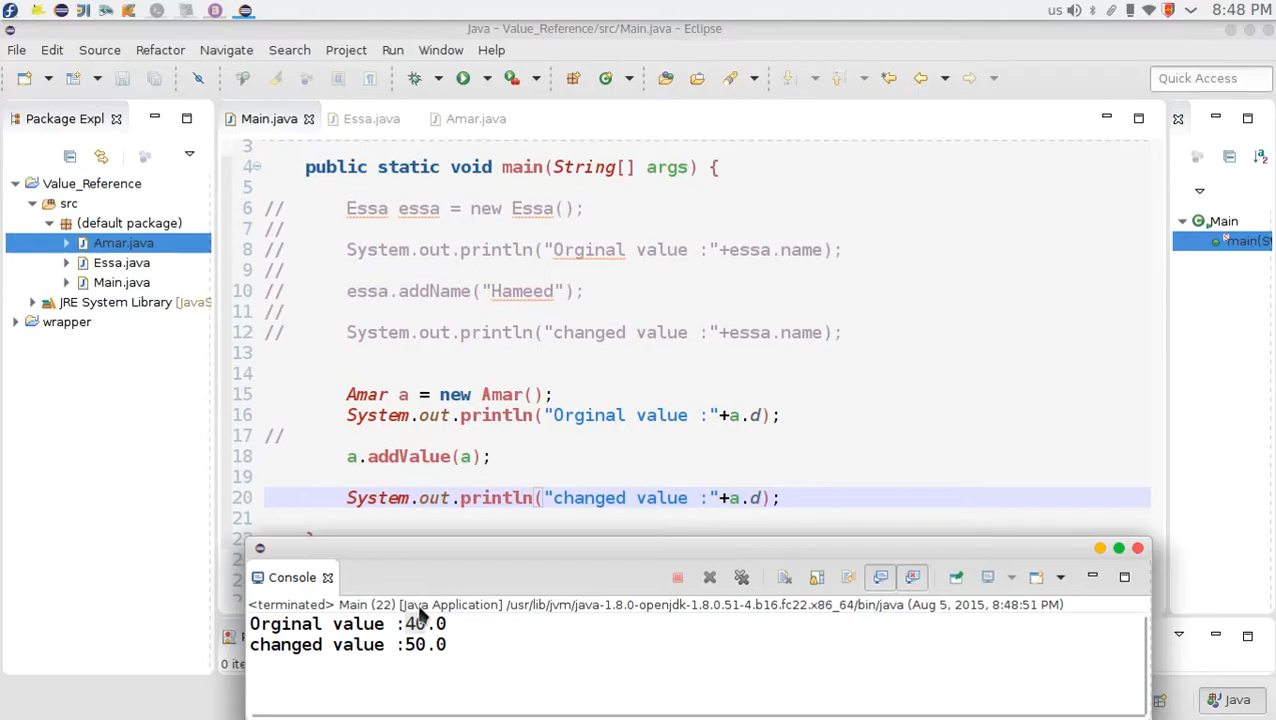 us 8:48 PM
Java - Value_Reference/src/Main.java - Eclipse
File Edit Source Refactor Navigate Search Project Run Window Help
Quick Access
Package Expl
Main.java Essa.java Amar.java
Value_Reference
src
(default package)
Amar.java
Essa.java
Main.java
JRE System Library [JavaS
wrapper
3
4 public static void main(String[] args) {
5
6 // Essa essa = new Essa();
7 //
8 // System.out.println("Orginal value :"+essa.name);
9 //
10 // essa.addName("Hameed");
11 //
12 // System.out.println("changed value :"+essa.name);
13
14
15 Amar a = new Amar();
16 System.out.println("Orginal value :"+a.d);
17 //
18 a.addValue(a);
19
20 System.out.println("changed value :"+a.d);
21
Main
main(S
Console
<terminated> Main (22) [Java Application] /usr/lib/jvm/java-1.8.0-openjdk-1.8.0.51-4.b16.fc22.x86_64/bin/java (Aug 5, 2015, 8:48:51 PM)
Orginal value :40.0
changed value :50.0
0 ite
Java